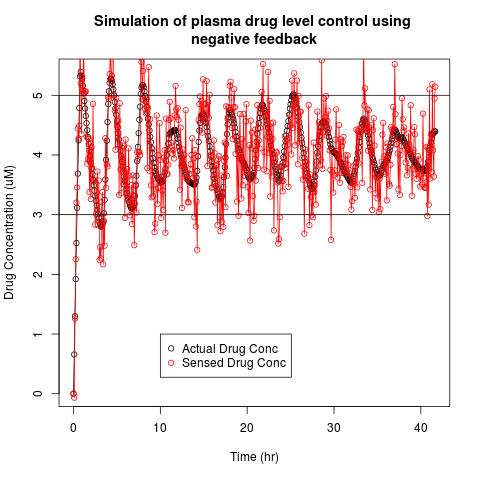 Simulation of plasma drug level control using
negative feedback
Drug Concentration (uM)
5
4
3
2
1
0
Actual Drug Conc
Sensed Drug Conc
0 10 20 30 40
Time (hr)